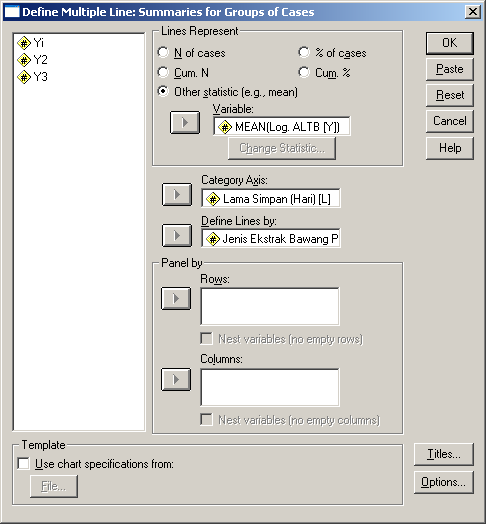 Define Multiple Line: Summaries for Groups of Cases
Yi
Y2
Y3
Lines Represent
N of cases
% of cases
Cum. N
Cum. %
Other statistic (e.g., mean)
Variable:
MEAN(Log. ALTB [Y])
Change Statistic...
Category Axis:
Lama Simpan (Hari) [L]
Define Lines by:
Jenis Ekstrak Bawang P
Panel by
Rows:
Nest variables (no empty rows)
Columns:
Nest variables (no empty columns)
Template
Use chart specifications from:
File...
OK
Paste
Reset
Cancel
Help
Titles...
Options...